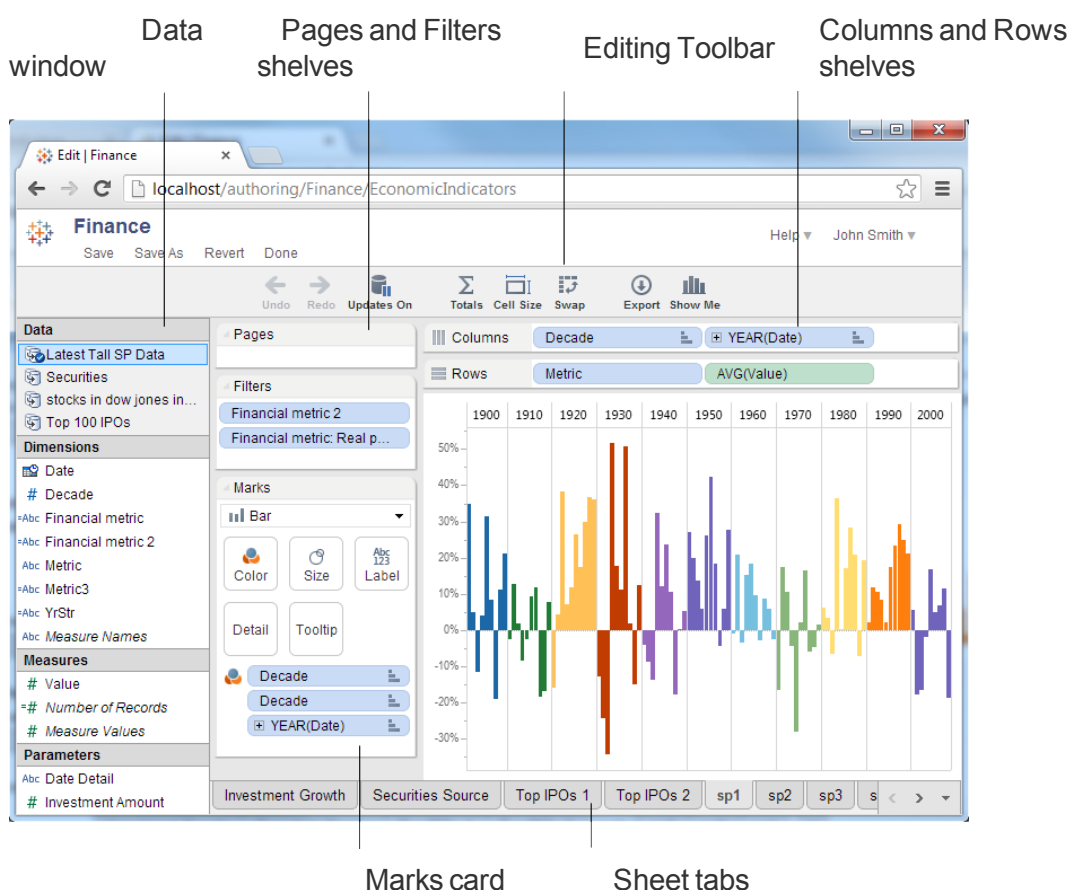 Data window
Pages and Filters shelves
Editing Toolbar
Columns and Rows shelves
Edit | Finance
localhost/authoring/Finance/EconomicIndicators
Finance
Save Save As Revert Done
Help John Smith
Undo Redo Updates On Totals Cell Size Swap Export Show Me
Data
Latest Tall SP Data
Securities
stocks in dow jones in...
Top 100 IPOs
Dimensions
Date
# Decade
=Abc Financial metric
=Abc Financial metric 2
Abc Metric
=Abc Metric3
=Abc YrStr
Abc Measure Names
Measures
# Value
=# Number of Records
# Measure Values
Parameters
Abc Date Detail
# Investment Amount
Pages
Filters
Financial metric 2
Financial metric: Real p...
Marks
Bar
Color
Size
Abc 123
Label
Detail
Tooltip
Decade
Decade
YEAR(Date)
Columns Decade YEAR(Date)
Rows Metric AVG(Value)
1900 1910 1920 1930 1940 1950 1960 1970 1980 1990 2000
50%
40%
30%
20%
10%
0%
-10%
-20%
-30%
Investment Growth Securities Source Top IPOs 1 Top IPOs 2 sp1 sp2 sp3 s
Marks card
Sheet tabs